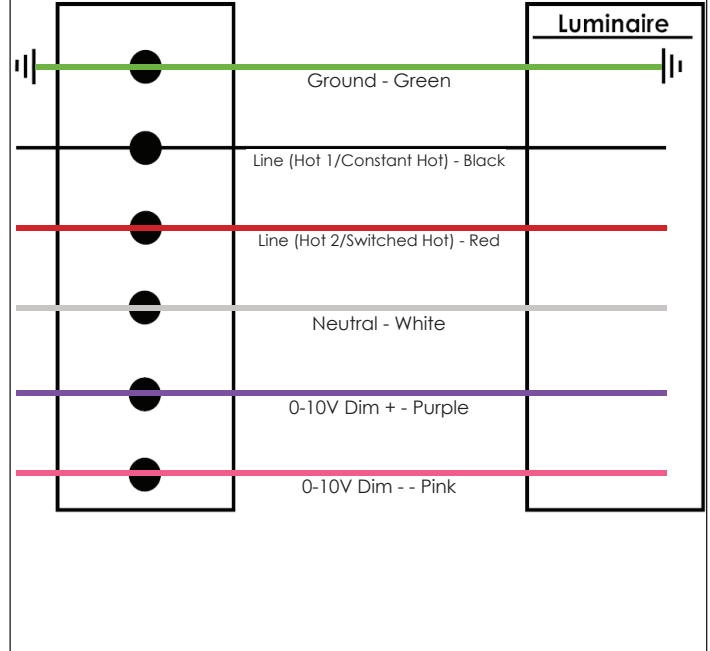 Luminaire
Ground - Green
Line (Hot 1/Constant Hot) - Black
Line (Hot 2/Switched Hot) - Red
Neutral - White
0-10V Dim + - Purple
0-10V Dim - - Pink